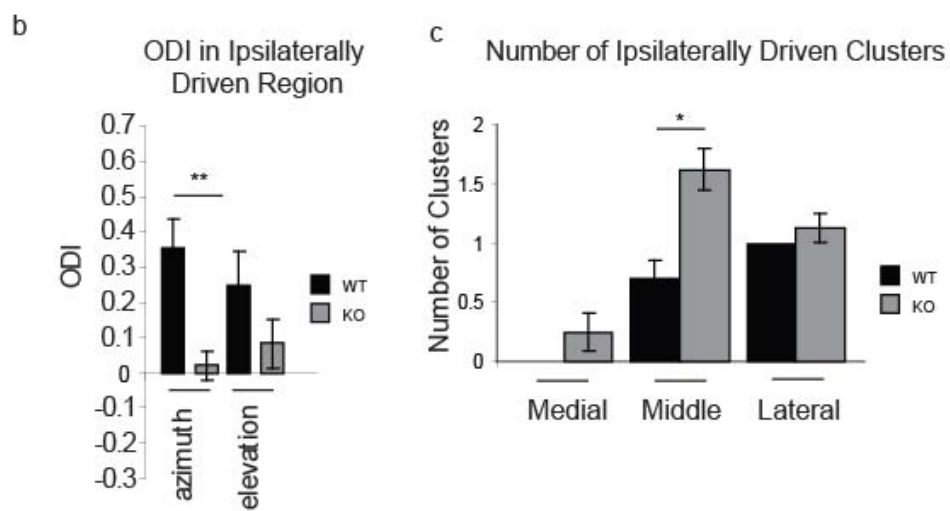 b
ODI in Ipsilaterally
Driven Region
ODI
0.7
0.6
0.5
0.4
0.3
0.2
0.1
0
-0.1
-0.2
-0.3
**
azimuth
elevation
WT
KO
c
Number of Ipsilaterally Driven Clusters
Number of Clusters
2
1.5
1
0.5
0
*
Medial
Middle
Lateral
WT
KO